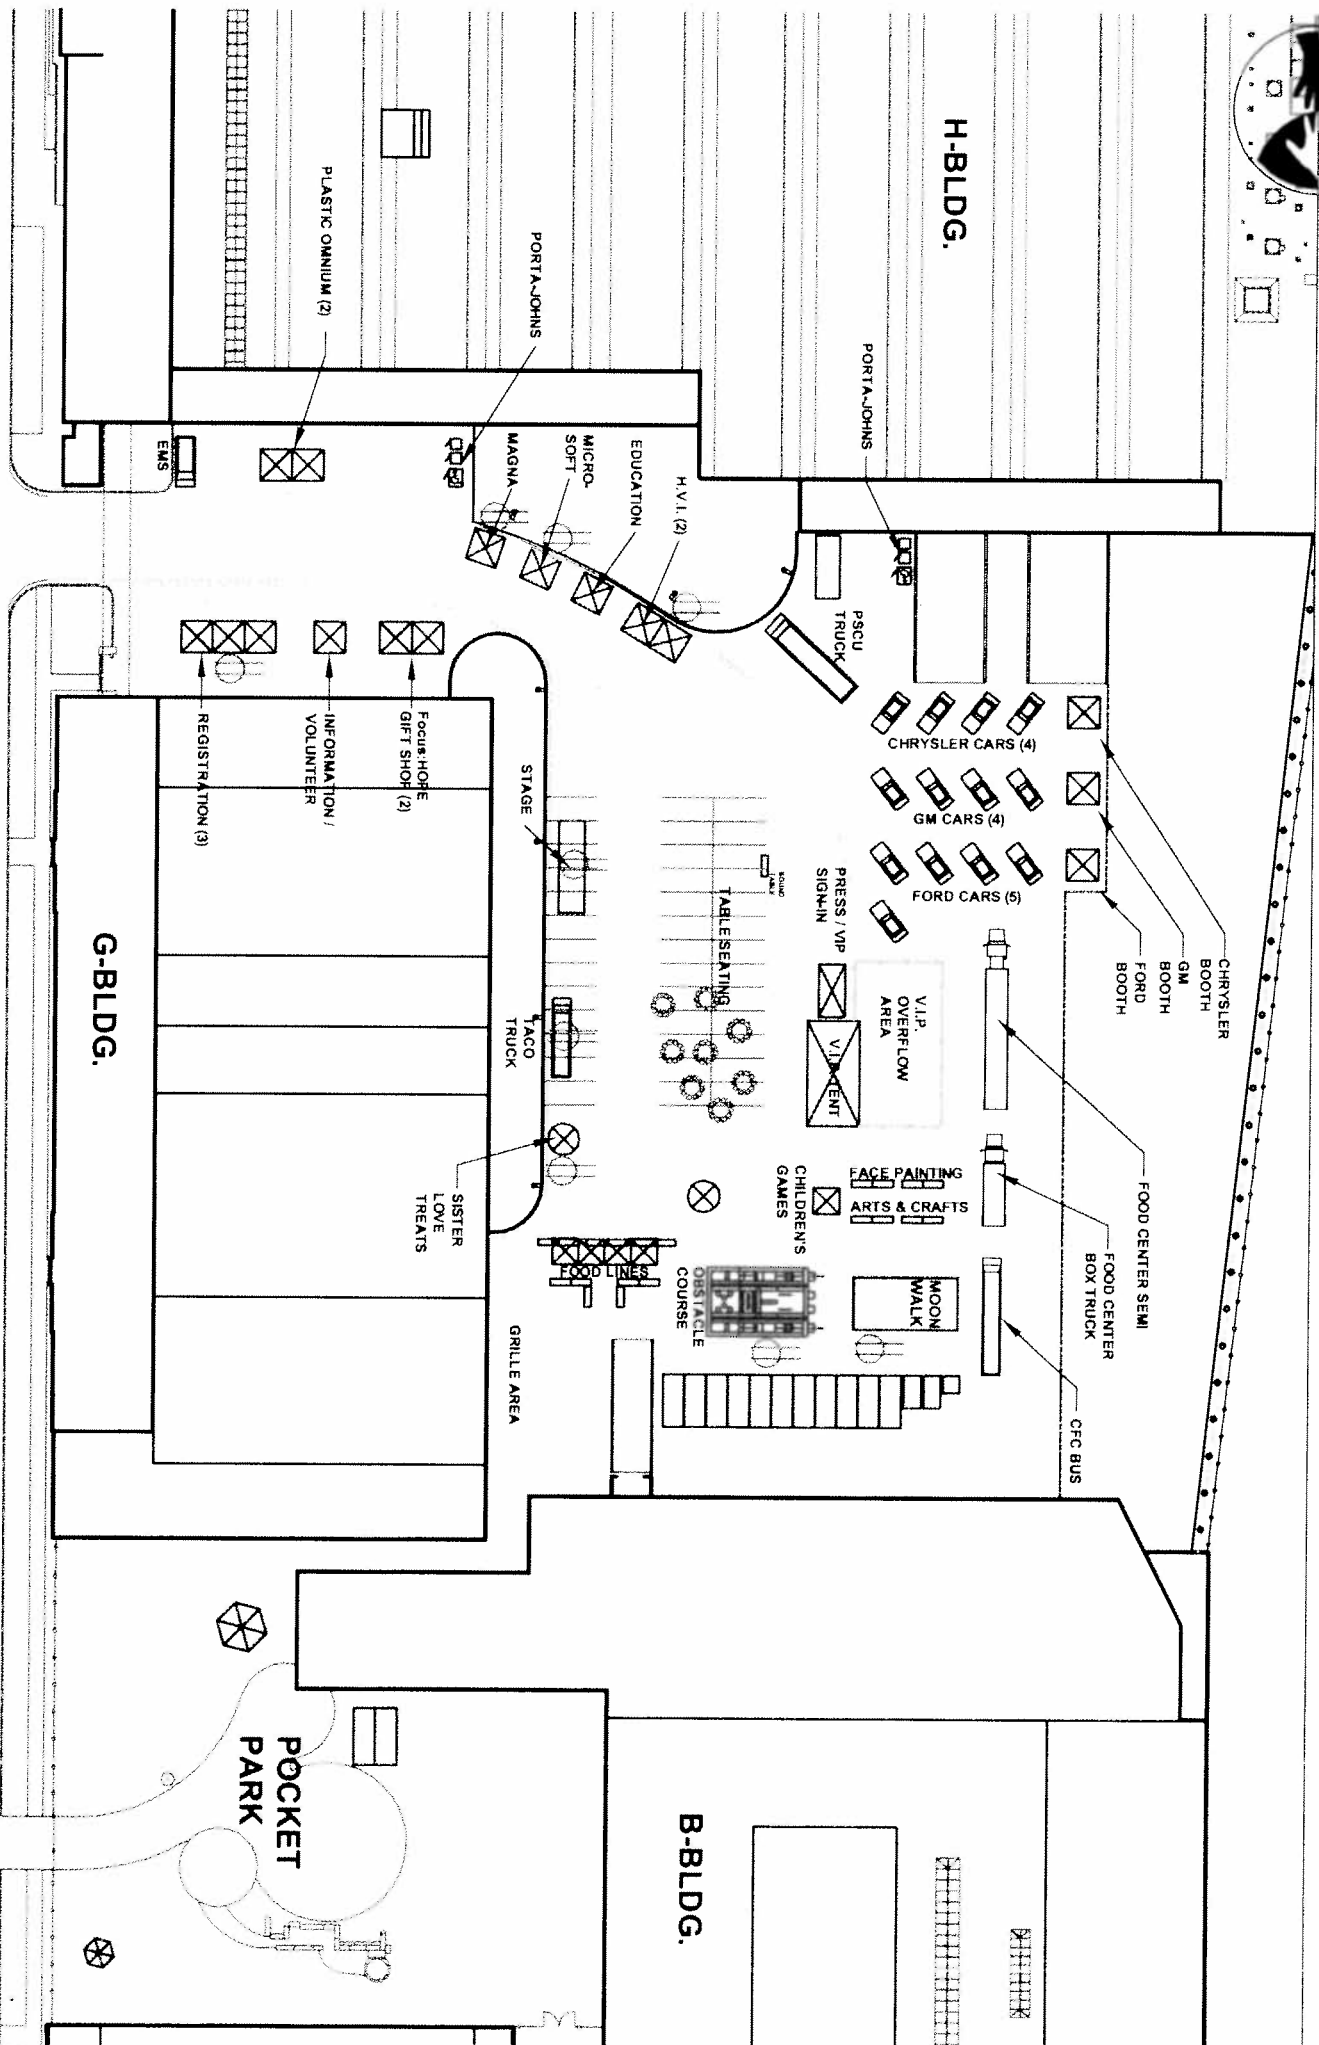 H-BLDG.
PLASTIC OMNIUM (2)
PORTA-JOHNS
PORTA-JOHNS
EMS
MAGNA
MICRO-
SOFT
EDUCATION
H.V.I. (2)
PSCU
TRUCK
CHRYSLER CARS (4)
GM CARS (4)
FORD CARS (5)
CHRYSLER
BOOTH
GM
BOOTH
FORD
BOOTH
REGISTRATION (3)
INFORMATION /
VOLUNTEER
Focus:HOPE
GIFT SHOP (2)
STAGE
SOUND
TABLE
TABLE SEATING
PRESS / VIP
SIGN-IN
V.I.P.
OVERFLOW
AREA
V.I.P. TENT
G-BLDG.
TACO
TRUCK
SISTER
LOVE
TREATS
CHILDREN'S
GAMES
FACE PAINTING
ARTS & CRAFTS
FOOD CENTER SEMI
FOOD CENTER
BOX TRUCK
FOOD LINES
OBSTACLE
COURSE
MOON
WALK
CFC BUS
GRILLE AREA
POCKET
PARK
B-BLDG.